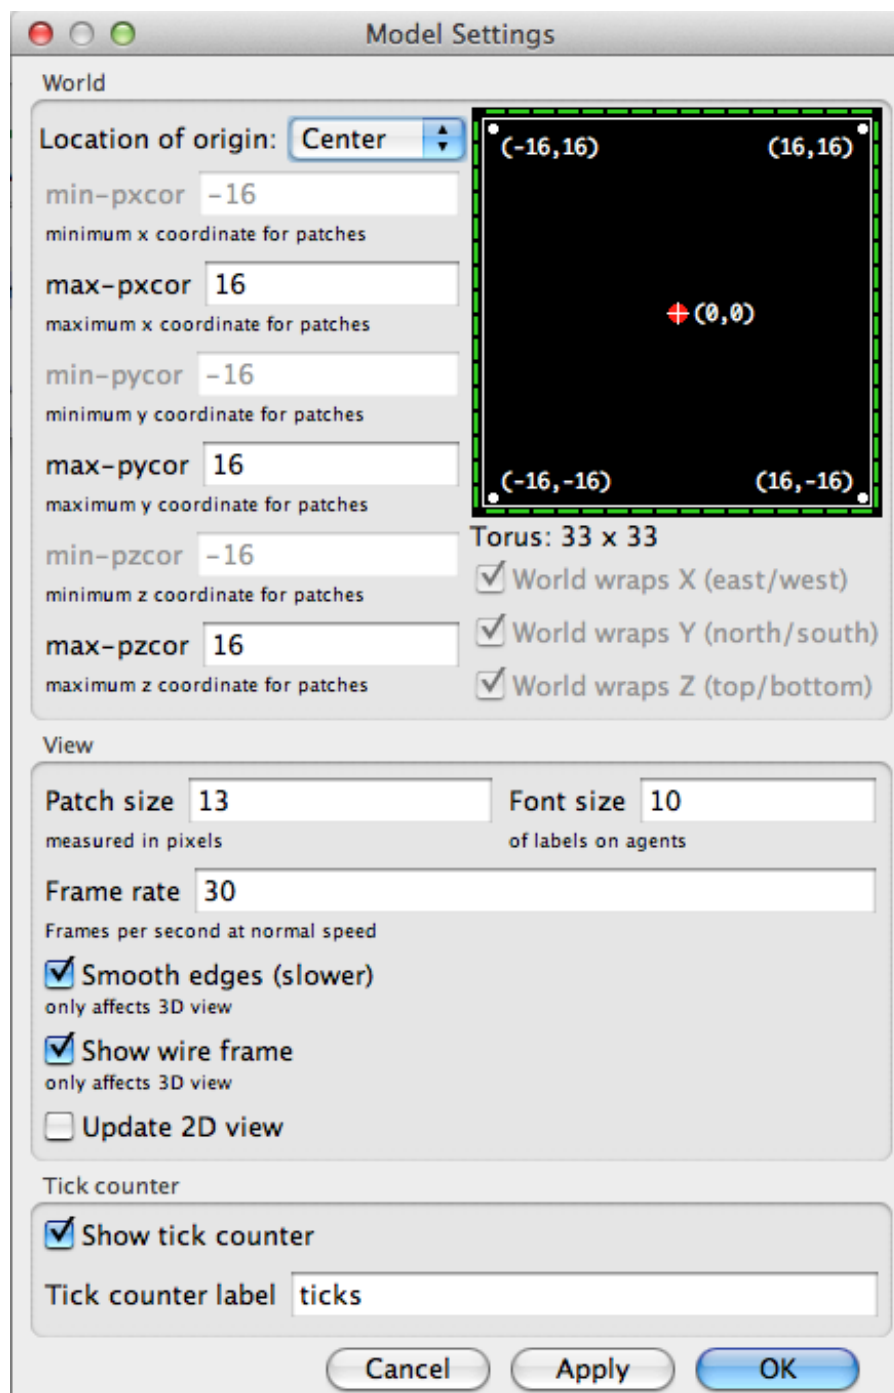 Model Settings
World
Location of origin: Center
min-pxcor -16
minimum x coordinate for patches
max-pxcor 16
maximum x coordinate for patches
min-pycor -16
minimum y coordinate for patches
max-pycor 16
maximum y coordinate for patches
min-pzcor -16
minimum z coordinate for patches
max-pzcor 16
maximum z coordinate for patches
(-16,16) (16,16)
(0,0)
(-16,-16) (16,-16)
Torus: 33 x 33
World wraps X (east/west)
World wraps Y (north/south)
World wraps Z (top/bottom)
View
Patch size 13 Font size 10
measured in pixels of labels on agents
Frame rate 30
Frames per second at normal speed
Smooth edges (slower)
only affects 3D view
Show wire frame
only affects 3D view
Update 2D view
Tick counter
Show tick counter
Tick counter label ticks
Cancel Apply OK